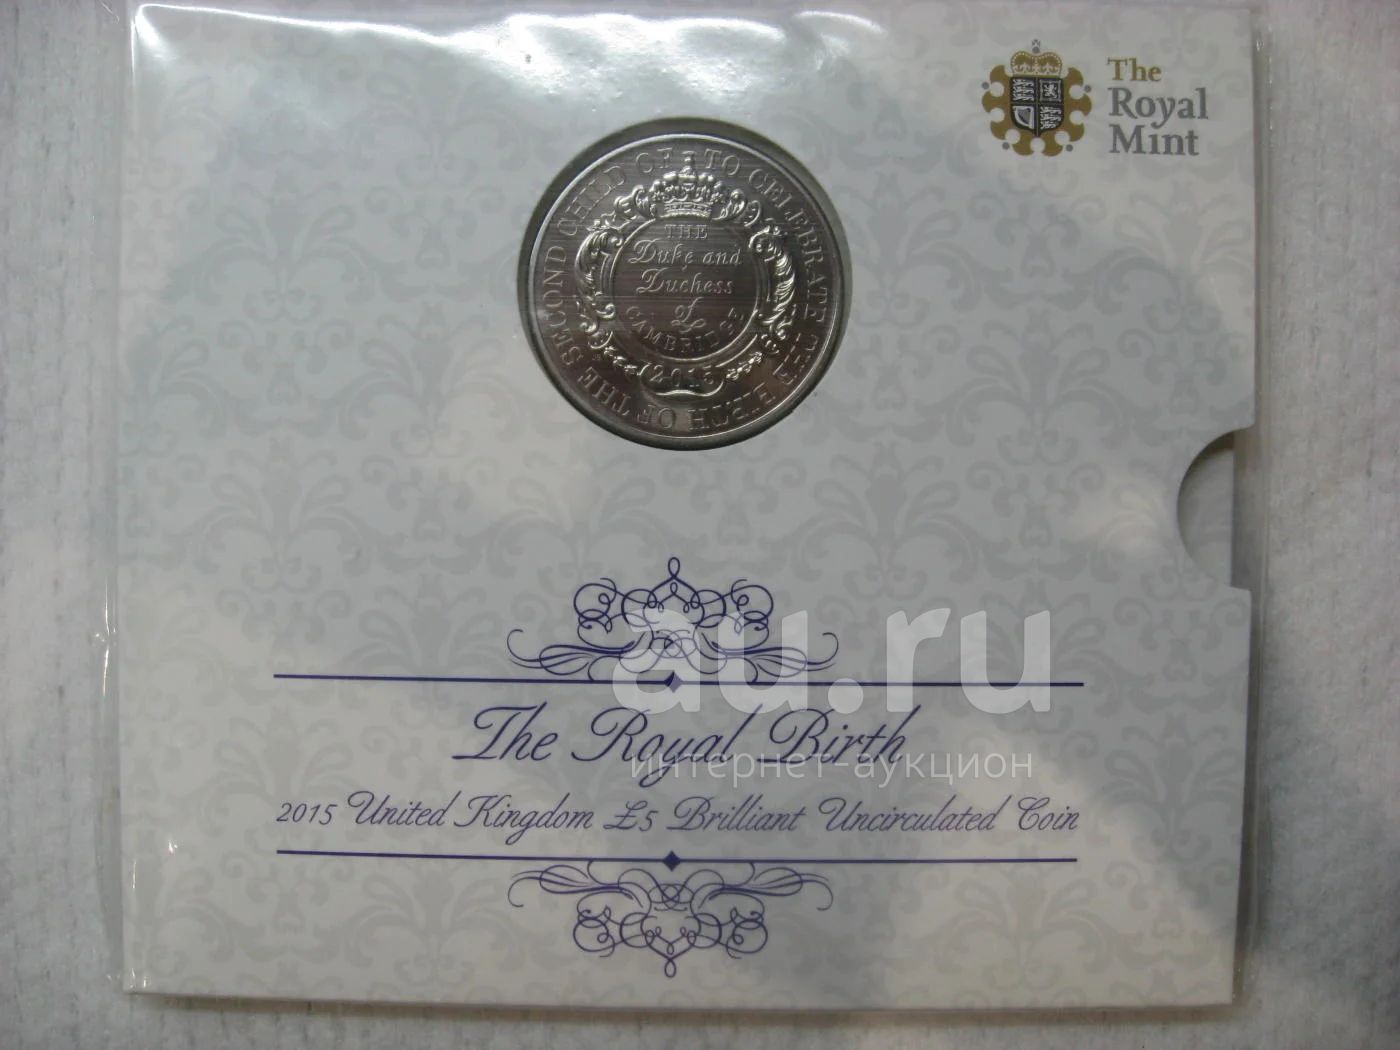 The
Royal
Mint
TO CELEBRATE THE BIRTH OF THE SECOND CHILD OF
THE
Duke and
Duchess
of
CAMBRIDGE
2015
au.ru
The Royal Birth
интернет-аукцион
2015 United Kingdom £5 Brilliant Uncirculated Coin